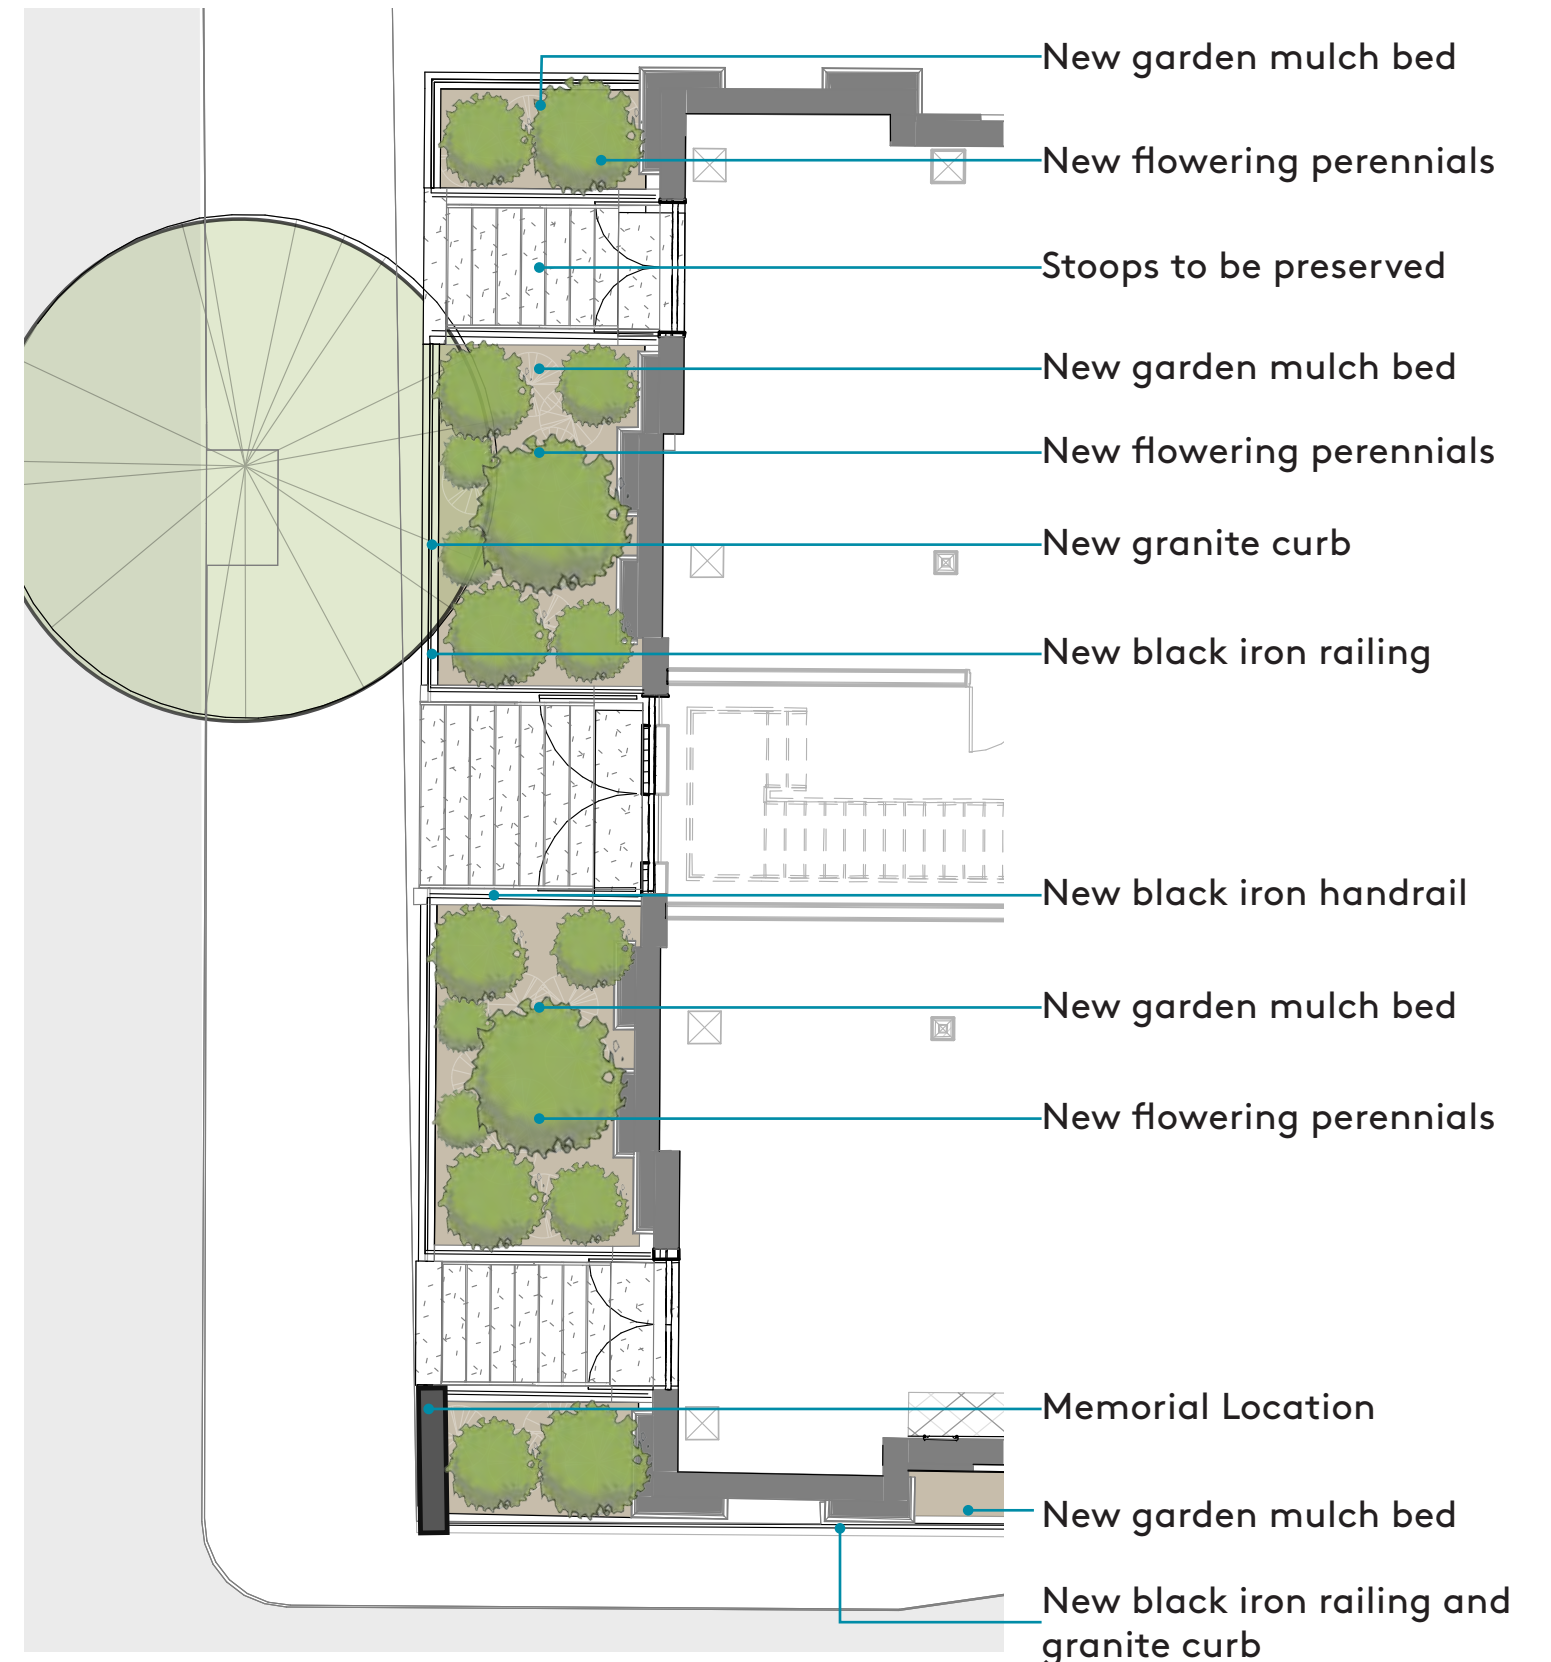 New garden mulch bed
New flowering perennials
Stoops to be preserved
New garden mulch bed
New flowering perennials
New granite curb
New black iron railing
New black iron handrail
New garden mulch bed
New flowering perennials
Memorial Location
New garden mulch bed
New black iron railing and
granite curb